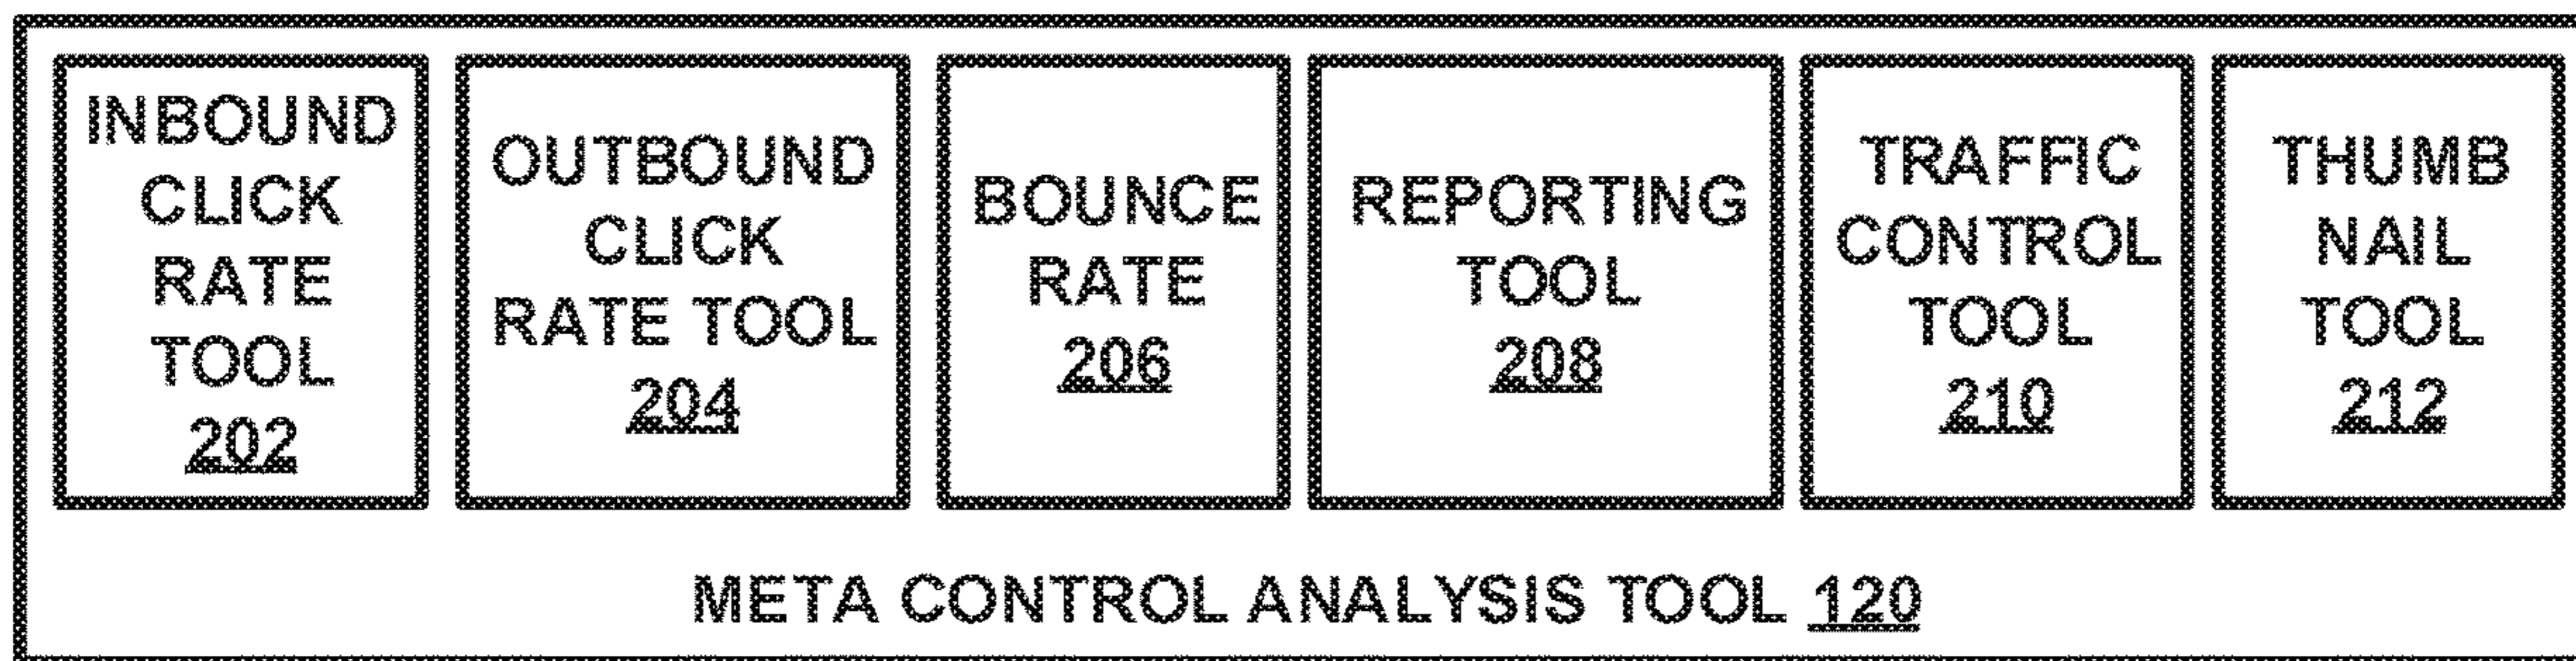 INBOUND
CLICK
RATE
TOOL
202
OUTBOUND
CLICK
RATE TOOL
204
BOUNCE
RATE
206
REPORTING
TOOL
208
TRAFFIC
CONTROL
TOOL
210
THUMB
NAIL
TOOL
212
META CONTROL ANALYSIS TOOL 120